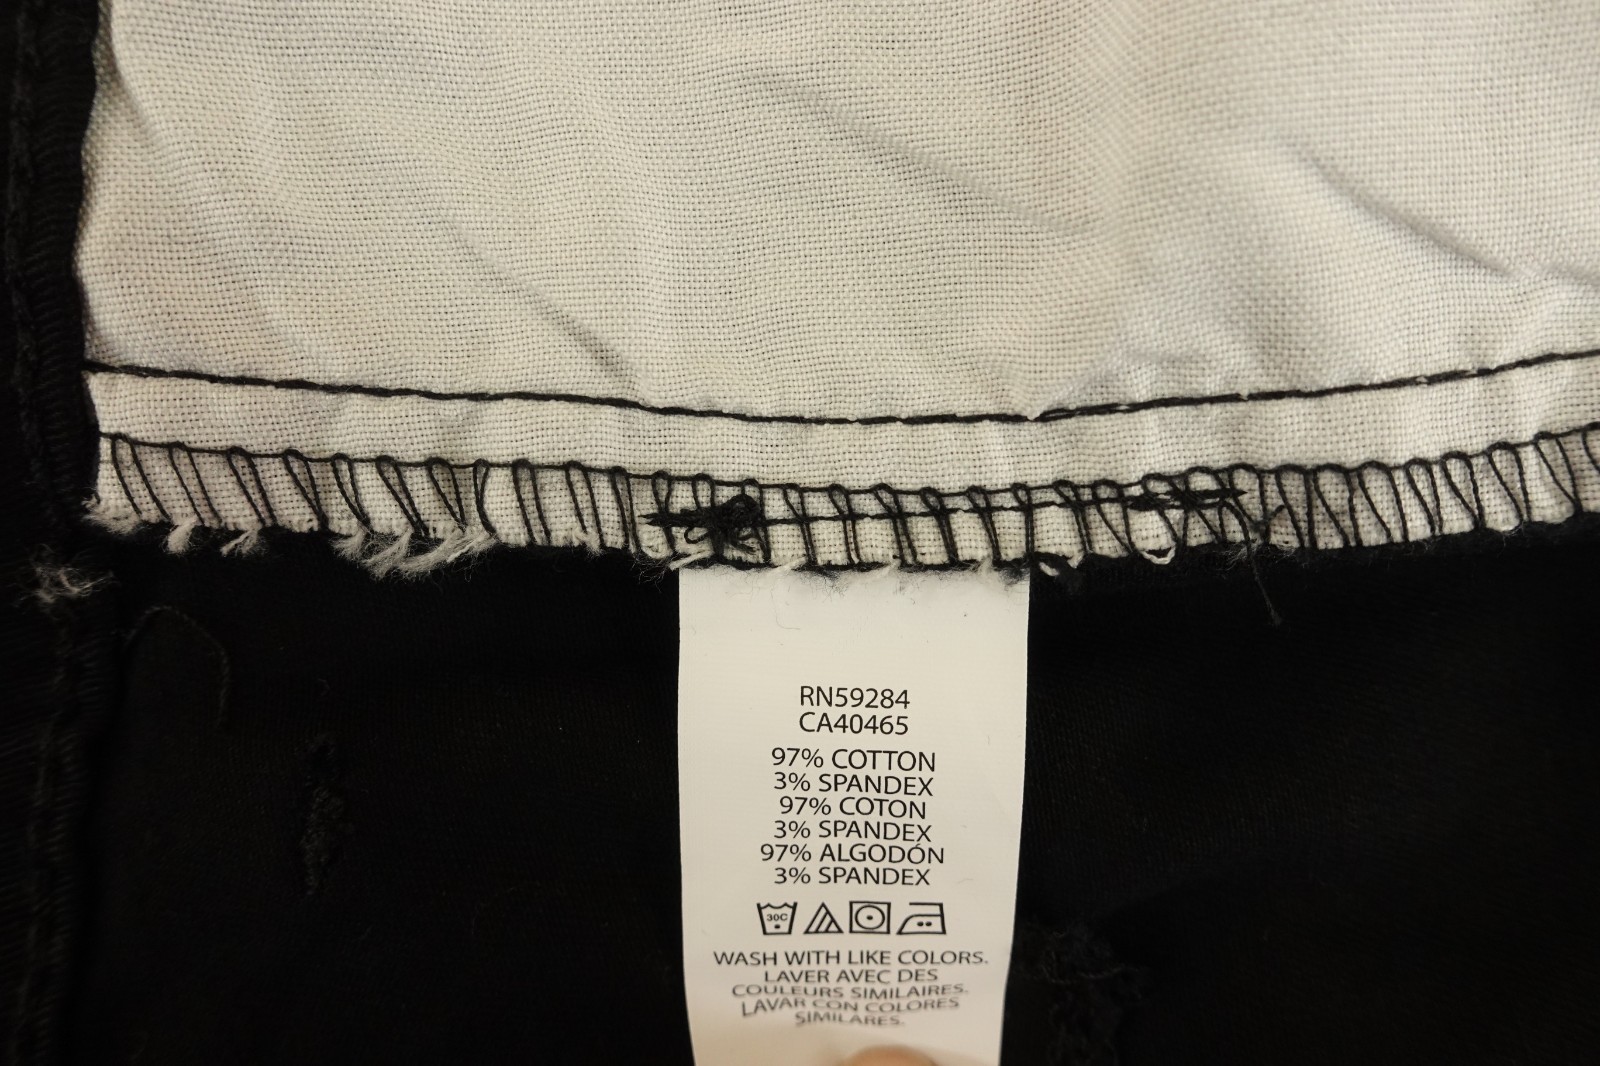 RN59284
CA40465
97% COTTON
3% SPANDEX
97% COTON
3% SPANDEX
97% ALGODÓN
3% SPANDEX
30C
WASH WITH LIKE COLORS.
LAVER AVEC DES
COULEURS SIMILAIRES.
LAVAR CON COLORES
SIMILARES.